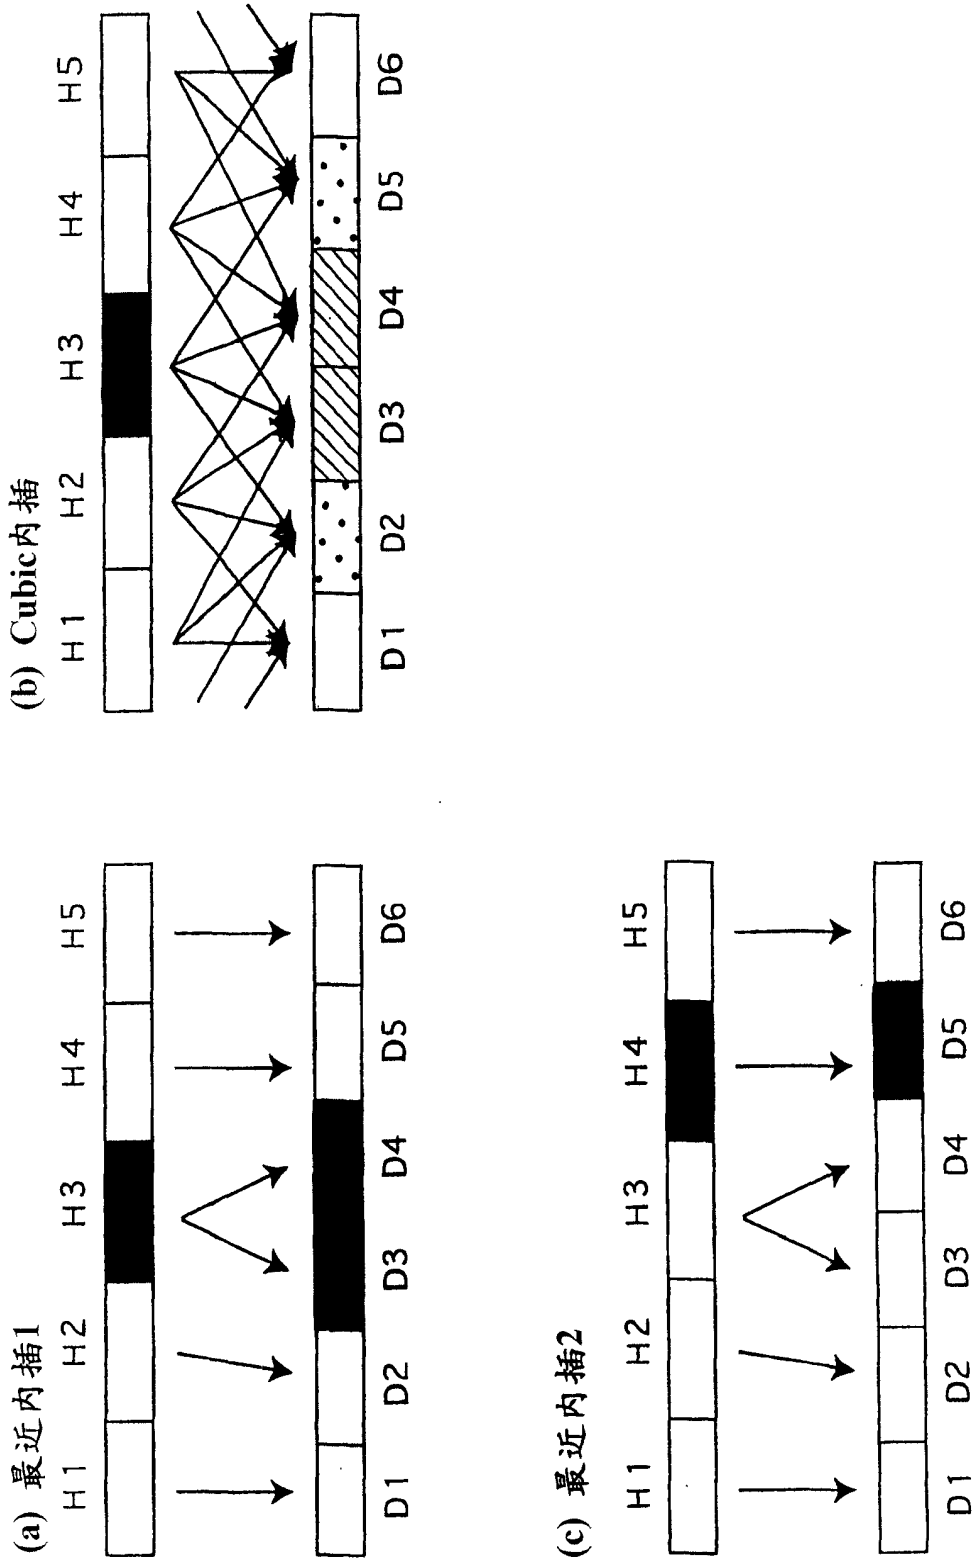 (a) 最近内插1
H1 H2 H3 H4 H5
D1 D2 D3 D4 D5 D6
(b) Cubic内插
H1 H2 H3 H4 H5
D1 D2 D3 D4 D5 D6
(c) 最近内插2
H1 H2 H3 H4 H5
D1 D2 D3 D4 D5 D6